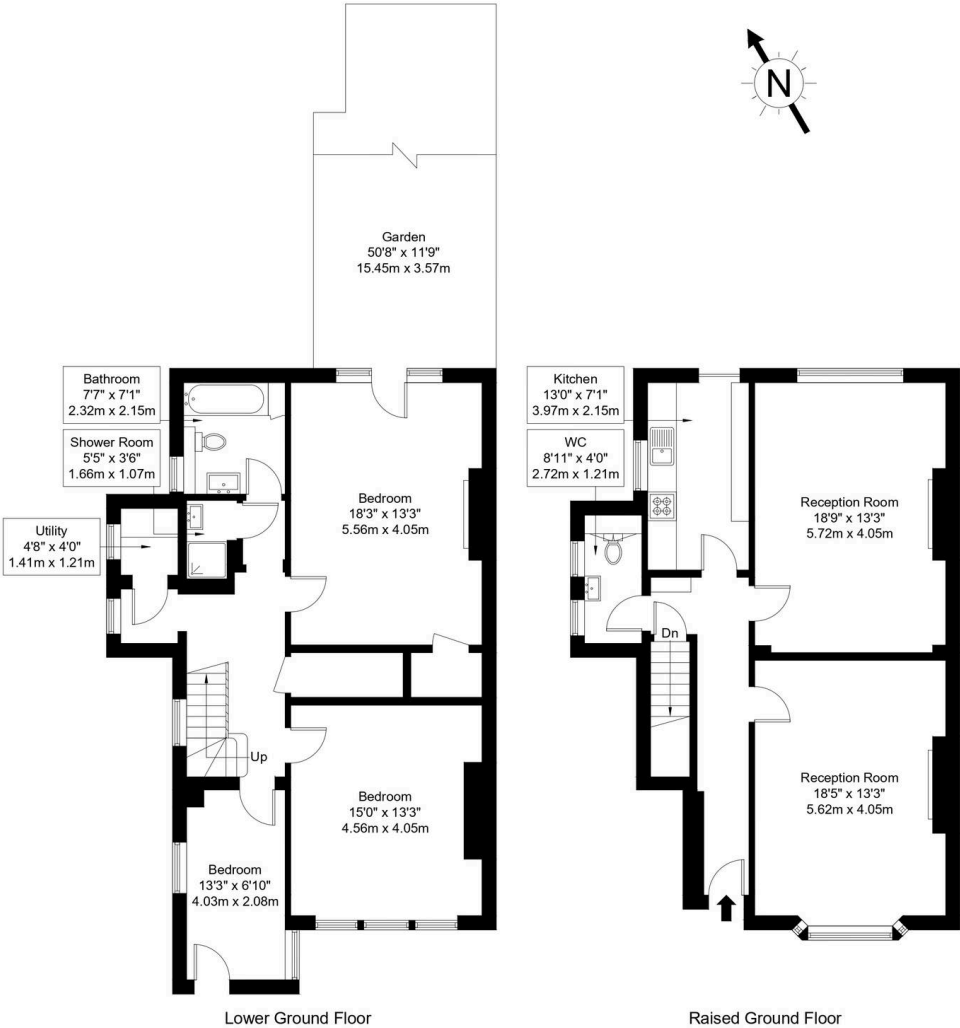 N
Garden
50'8" x 11'9"
15.45m x 3.57m
Bathroom
7'7" x 7'1"
2.32m x 2.15m
Shower Room
5'5" x 3'6"
1.66m x 1.07m
Utility
4'8" x 4'0"
1.41m x 1.21m
Bedroom
18'3" x 13'3"
5.56m x 4.05m
Up
Bedroom
15'0" x 13'3"
4.56m x 4.05m
Bedroom
13'3" x 6'10"
4.03m x 2.08m
Lower Ground Floor
Kitchen
13'0" x 7'1"
3.97m x 2.15m
WC
8'11" x 4'0"
2.72m x 1.21m
Reception Room
18'9" x 13'3"
5.72m x 4.05m
Dn
Reception Room
18'5" x 13'3"
5.62m x 4.05m
Raised Ground Floor